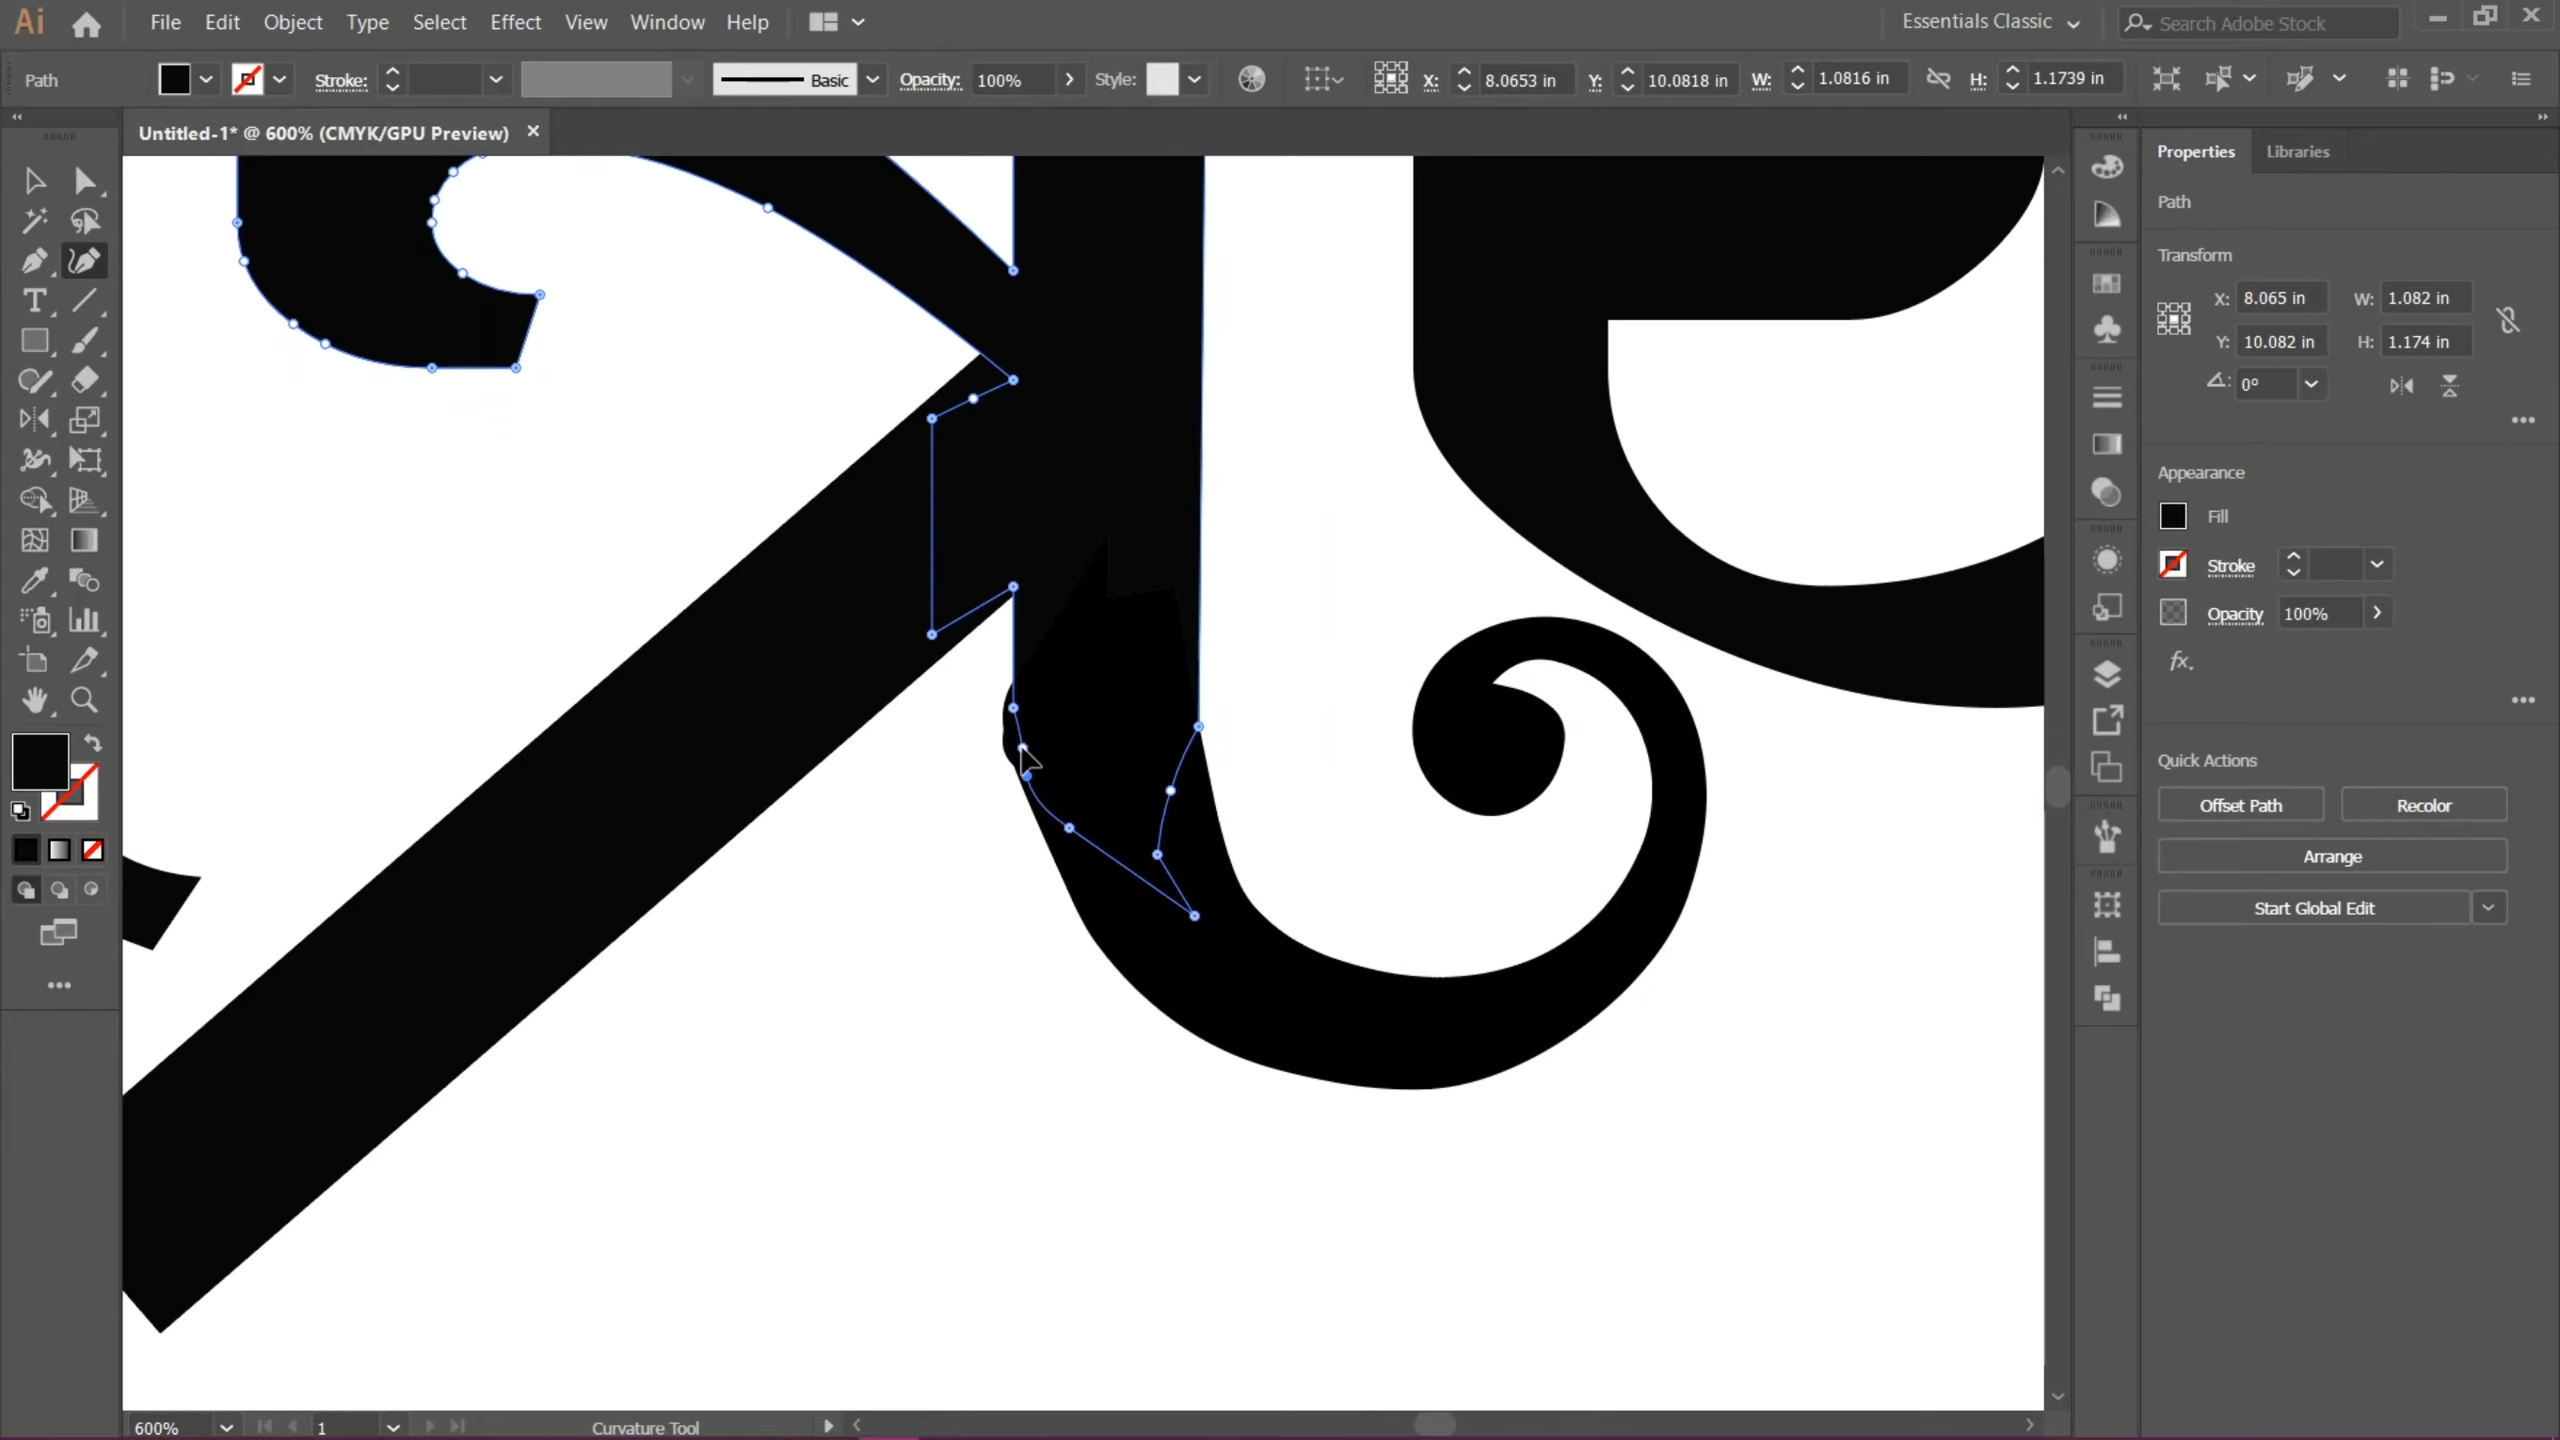 Ai File Edit Object Type Select Effect View Window Help Essentials Classic Search Adobe Stock
Path Stroke: Basic Opacity: 100% Style: X: 8.0653 in Y: 10.0818 in W: 1.0816 in H: 1.1739 in
Untitled-1* @ 600% (CMYK/GPU Preview)
Properties Libraries
Path
Transform
X: 8.065 in W: 1.082 in
Y: 10.082 in H: 1.174 in
0°
Appearance
Fill
Stroke
Opacity 100%
fx.
Quick Actions
Offset Path Recolor
Arrange
Start Global Edit
600% 1 Curvature Tool